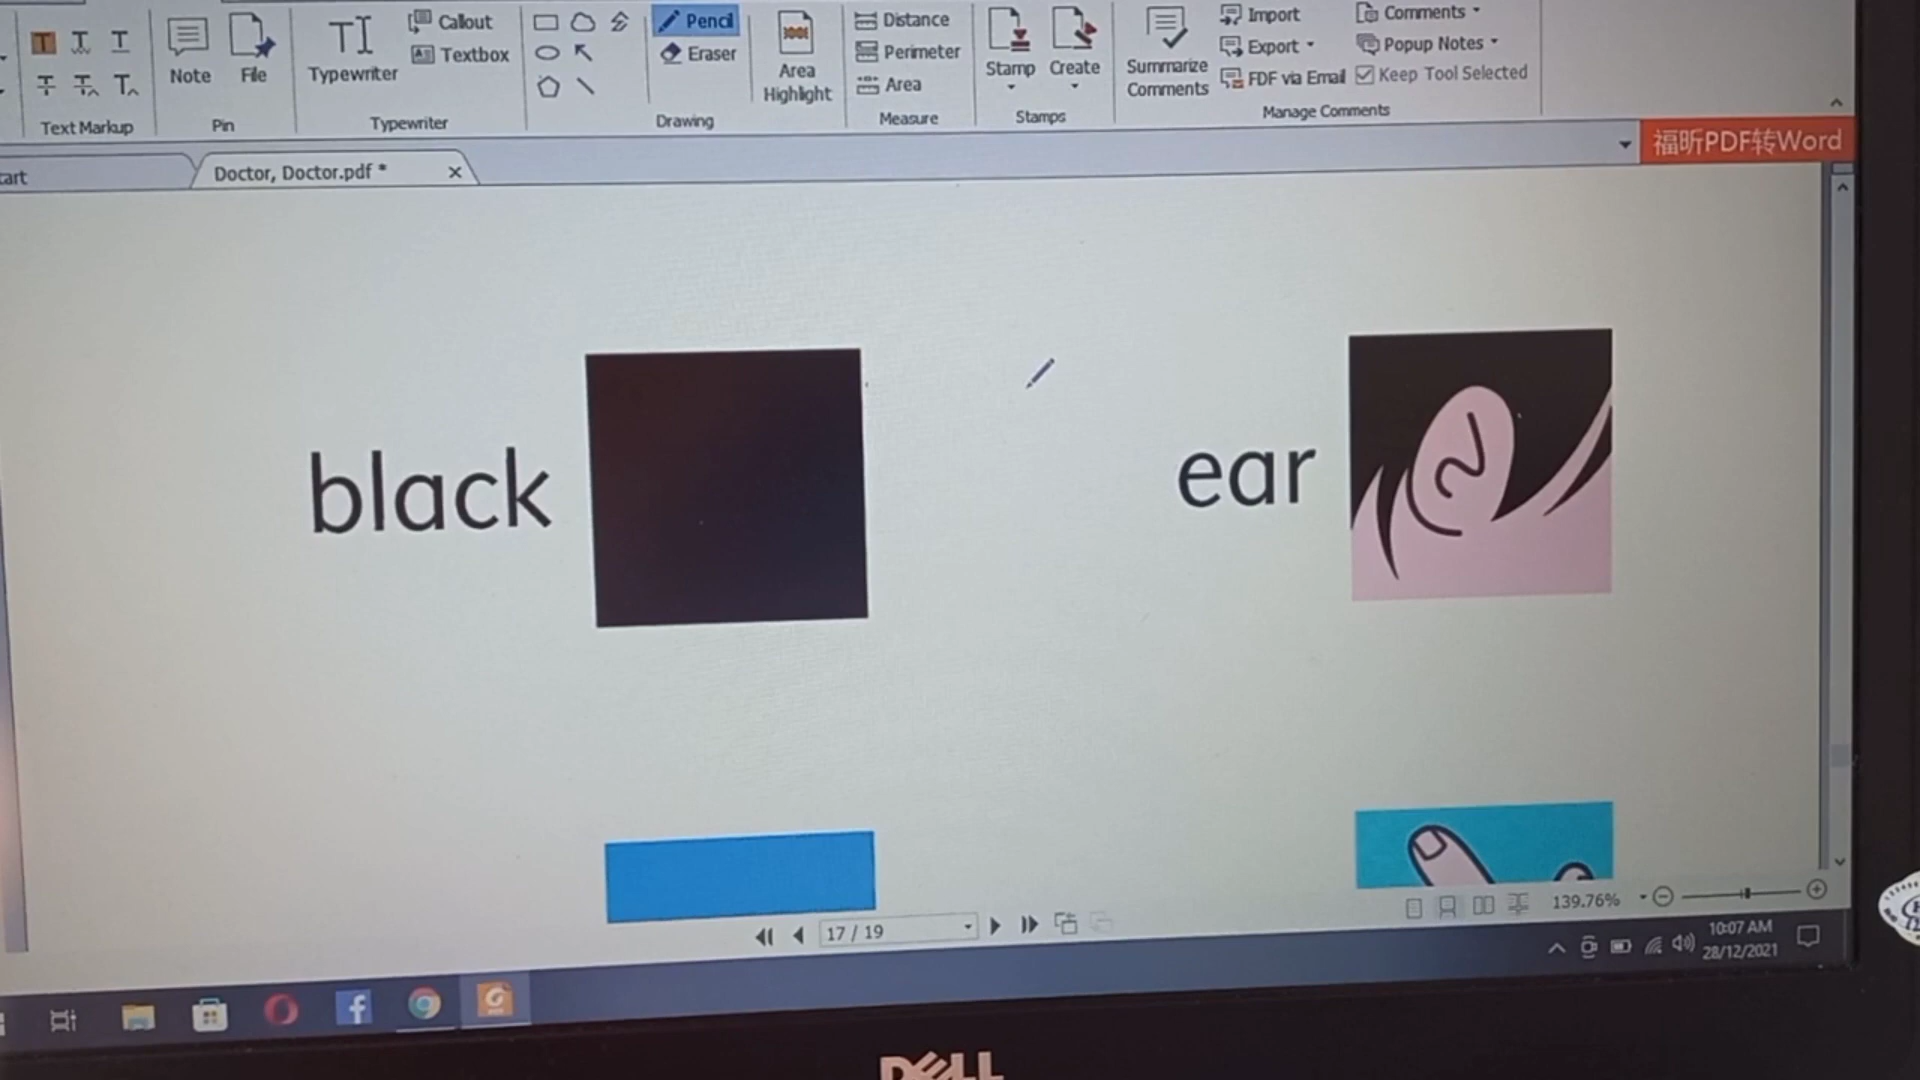 Callout
Textbox
Note
File
Typewriter
Pencil
Eraser
Area
Highlight
Distance
Perimeter
Area
Stamp
Create
Summarize
Comments
Import
Export
FDF via Email
Comments
Popup Notes
Keep Tool Selected
Text Markup
Pin
Typewriter
Drawing
Measure
Stamps
Manage Comments
福昕PDF转Word
Doctor, Doctor.pdf *
black
ear
17 / 19
139.76%
10:07 AM
28/12/2021
DELL